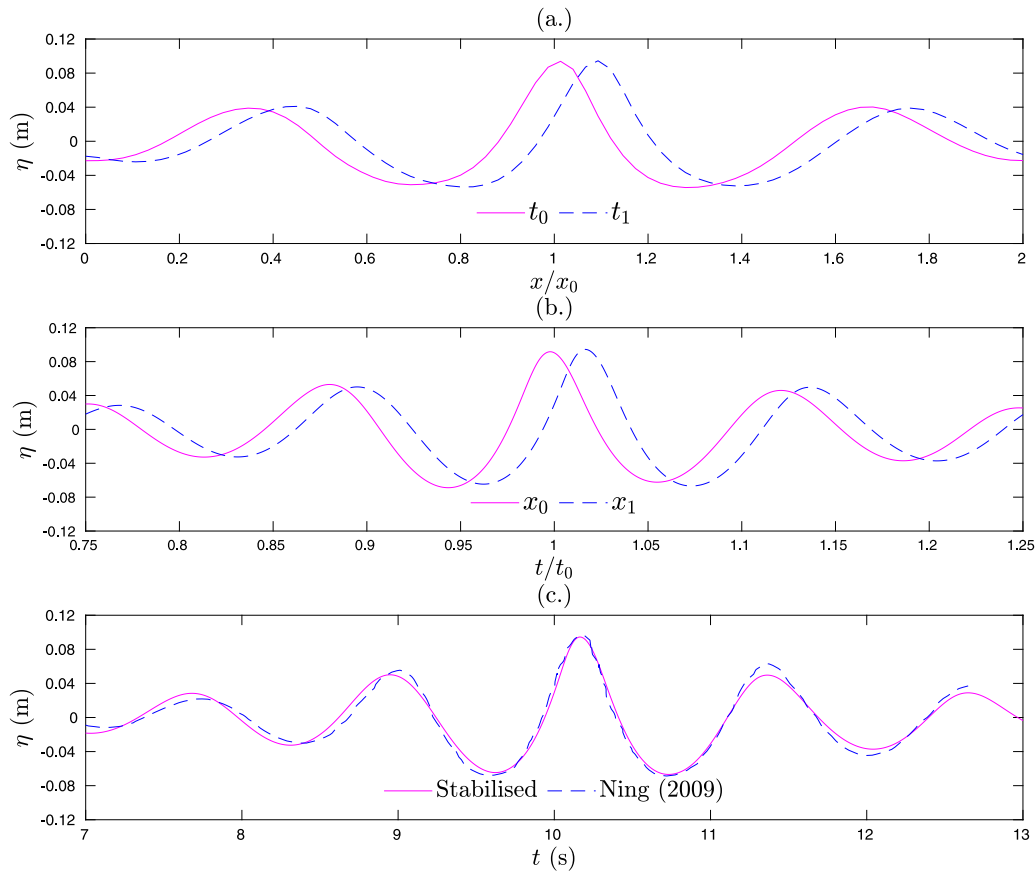 (a.)
0.12
0.08
0.04
0
-0.04
-0.08
-0.12
η (m)
t₀ t₁
0 0.2 0.4 0.6 0.8 1 1.2 1.4 1.6 1.8 2
x/x₀
(b.)
0.12
0.08
0.04
0
-0.04
-0.08
-0.12
η (m)
x₀ x₁
0.75 0.8 0.85 0.9 0.95 1 1.05 1.1 1.15 1.2 1.25
t/t₀
(c.)
0.12
0.08
0.04
0
-0.04
-0.08
-0.12
η (m)
Stabilised Ning (2009)
7 8 9 10 11 12 13
t (s)